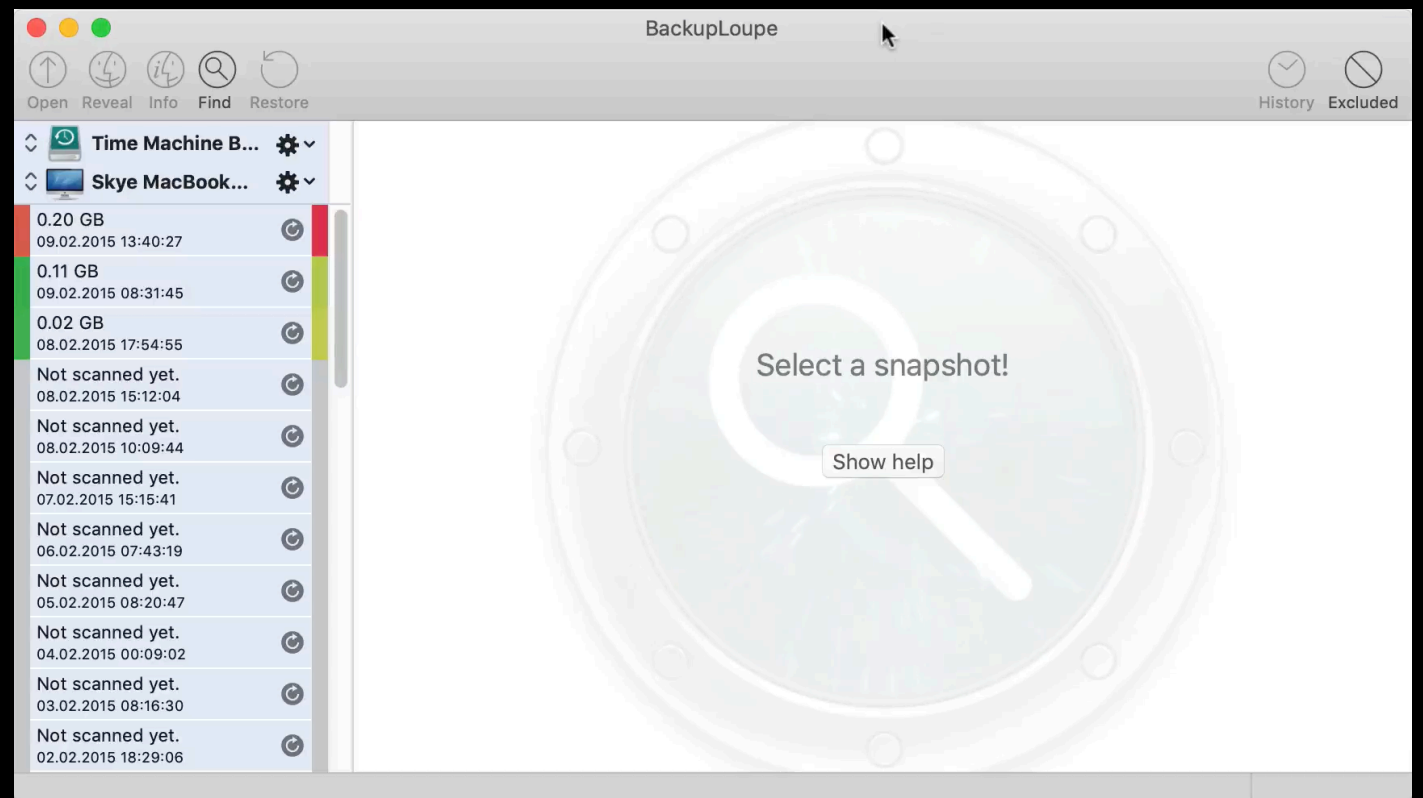 BackupLoupe
Open Reveal Info Find Restore
History Excluded
Time Machine B...
Skye MacBook...
0.20 GB
09.02.2015 13:40:27
0.11 GB
09.02.2015 08:31:45
0.02 GB
08.02.2015 17:54:55
Not scanned yet.
08.02.2015 15:12:04
Not scanned yet.
08.02.2015 10:09:44
Not scanned yet.
07.02.2015 15:15:41
Not scanned yet.
06.02.2015 07:43:19
Not scanned yet.
05.02.2015 08:20:47
Not scanned yet.
04.02.2015 00:09:02
Not scanned yet.
03.02.2015 08:16:30
Not scanned yet.
02.02.2015 18:29:06
Select a snapshot!
Show help